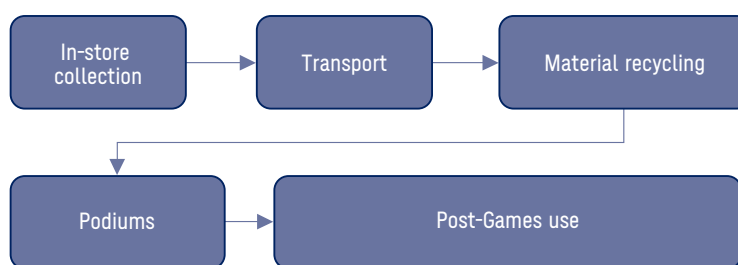 In-store
collection
Transport
Material recycling
Podiums
Post-Games use